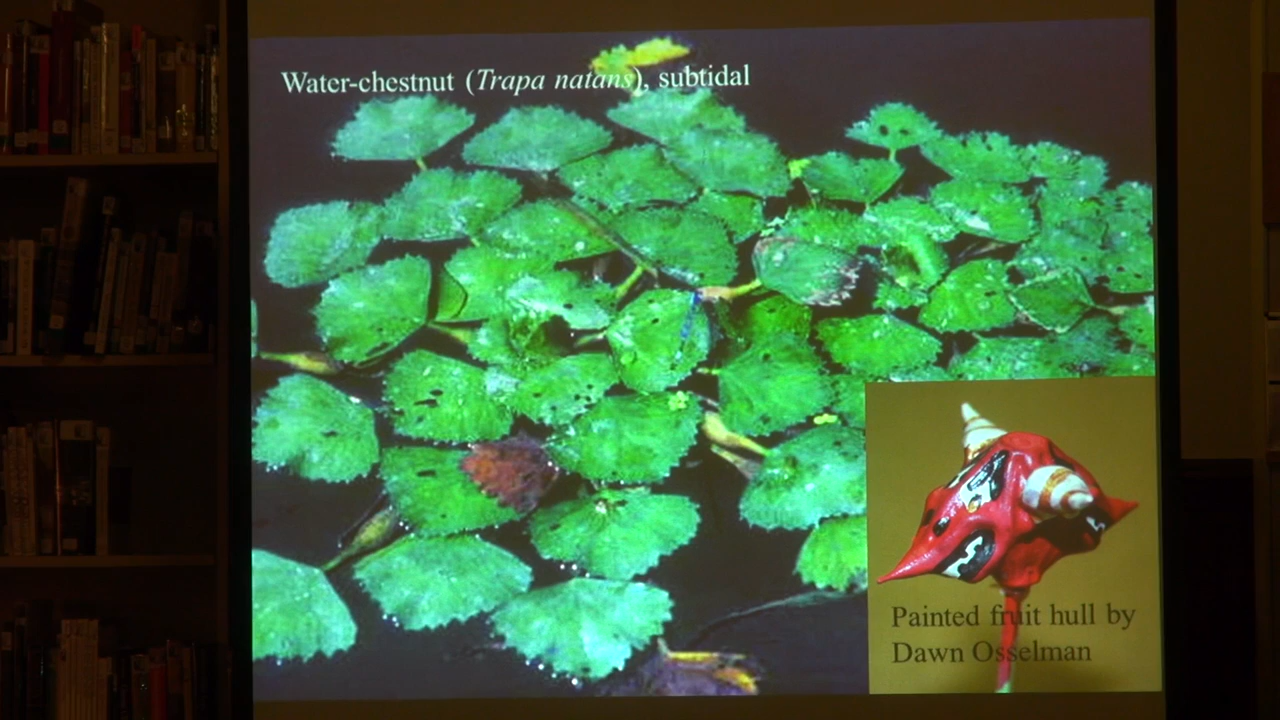 Water-chestnut (Trapa natans), subtidal
Painted fruit hull by
Dawn Osselman